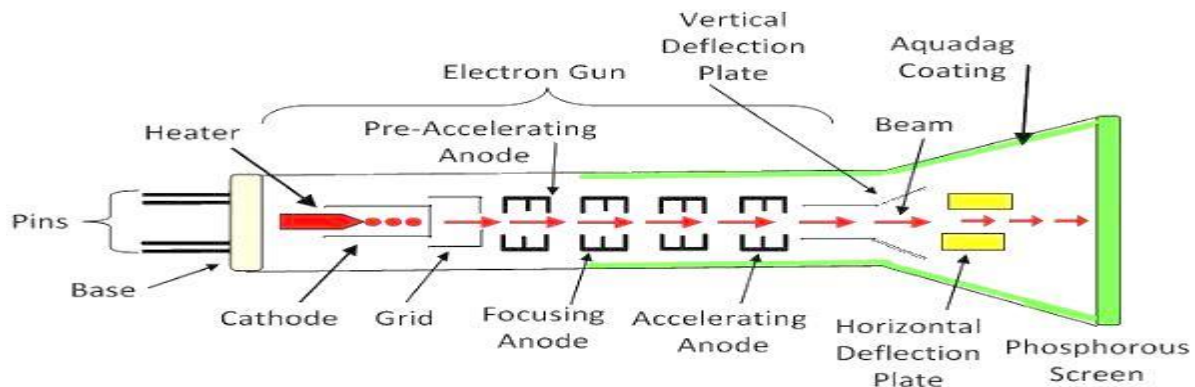 Vertical
Deflection
Plate
Aquadag
Coating
Electron Gun
Heater
Pre-Accelerating
Anode
Beam
Pins
Base
Cathode
Grid
Focusing
Anode
Accelerating
Anode
Horizontal
Deflection
Plate
Phosphorous
Screen